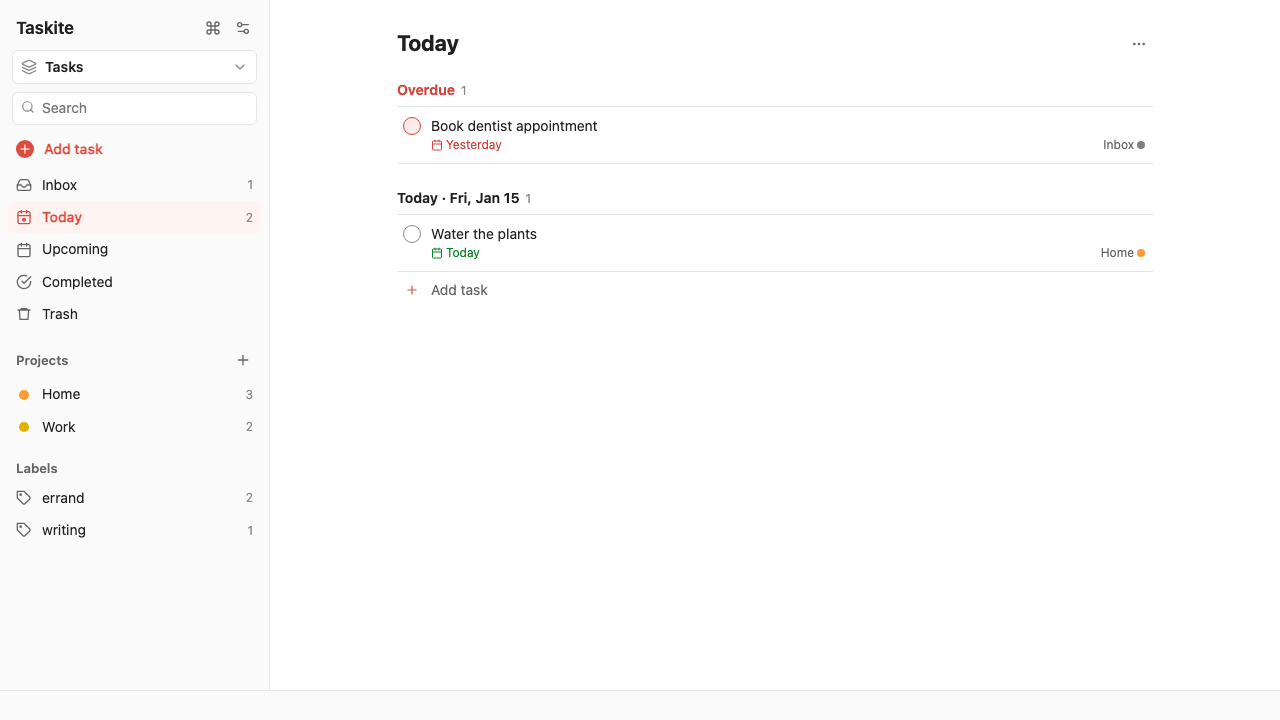 Taskite
Tasks
Search
Add task
Inbox 1
Today 2
Upcoming
Completed
Trash
Projects
Home 3
Work 2
Labels
errand 2
writing 1
Today
Overdue 1
Book dentist appointment
Yesterday
Inbox
Today · Fri, Jan 15 1
Water the plants
Today
Home
Add task